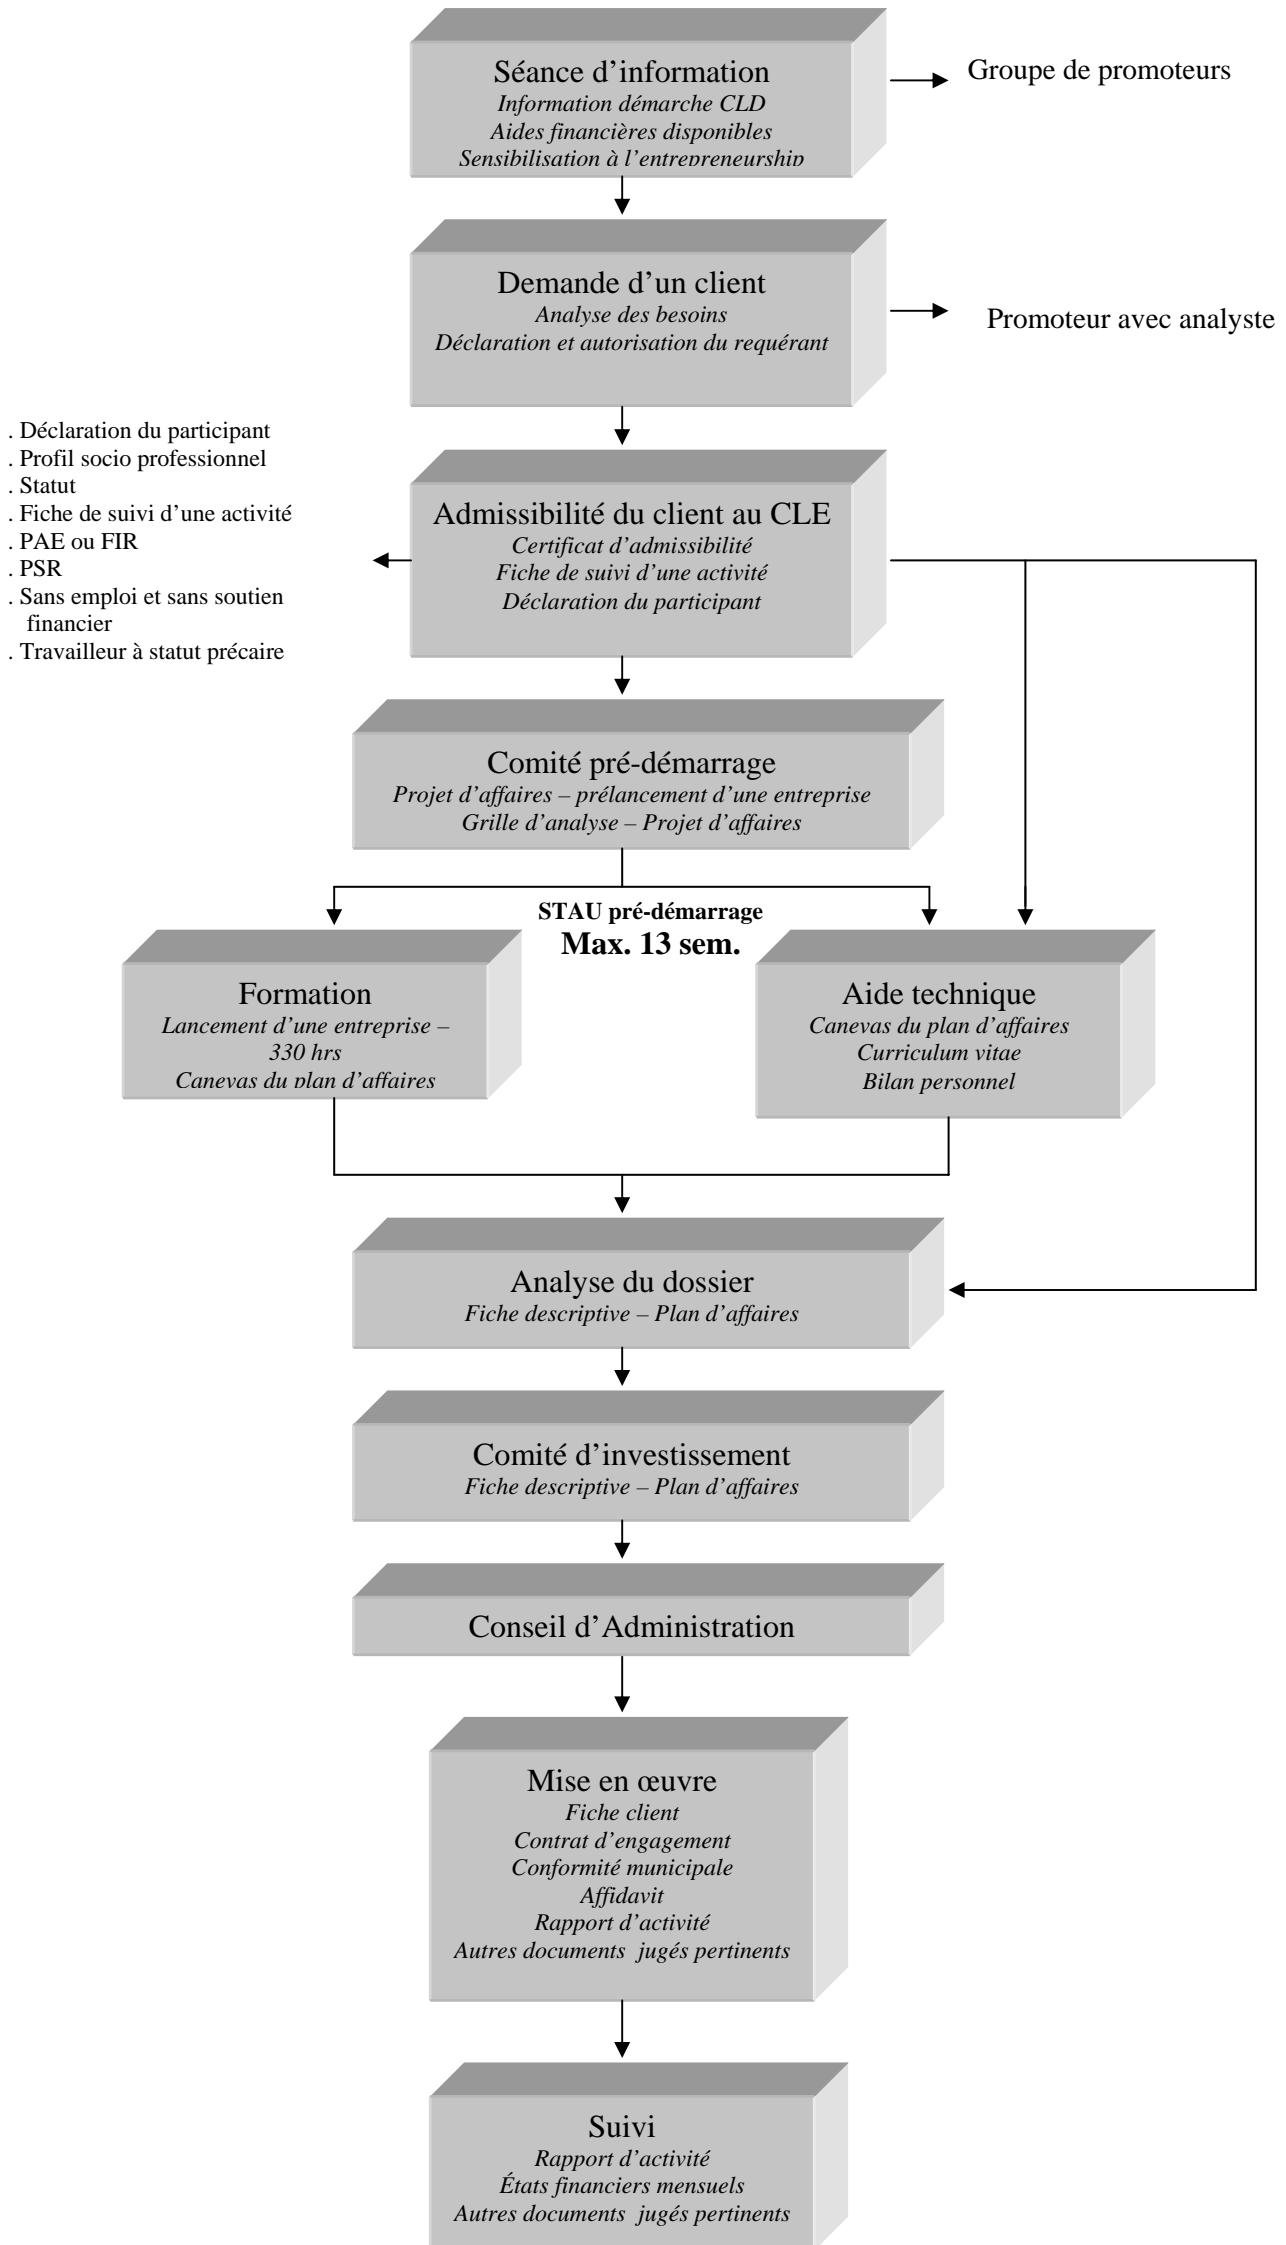 Séance d’information
Information démarche CLD
Aides financières disponibles
Sensibilisation à l’entrepreneurship
Groupe de promoteurs
Demande d’un client
Analyse des besoins
Déclaration et autorisation du requérant
Promoteur avec analyste
. Déclaration du participant
. Profil socio professionnel
. Statut
. Fiche de suivi d’une activité
. PAE ou FIR
. PSR
. Sans emploi et sans soutien
financier
. Travailleur à statut précaire
Admissibilité du client au CLE
Certificat d’admissibilité
Fiche de suivi d’une activité
Déclaration du participant
Comité pré-démarrage
Projet d’affaires – prélancement d’une entreprise
Grille d’analyse – Projet d’affaires
STAU pré-démarrage
Max. 13 sem.
Formation
Lancement d’une entreprise –
330 hrs
Canevas du plan d’affaires
Aide technique
Canevas du plan d’affaires
Curriculum vitae
Bilan personnel
Analyse du dossier
Fiche descriptive – Plan d’affaires
Comité d’investissement
Fiche descriptive – Plan d’affaires
Conseil d’Administration
Mise en œuvre
Fiche client
Contrat d’engagement
Conformité municipale
Affidavit
Rapport d’activité
Autres documents  jugés pertinents
Suivi
Rapport d’activité
États financiers mensuels
Autres documents  jugés pertinents